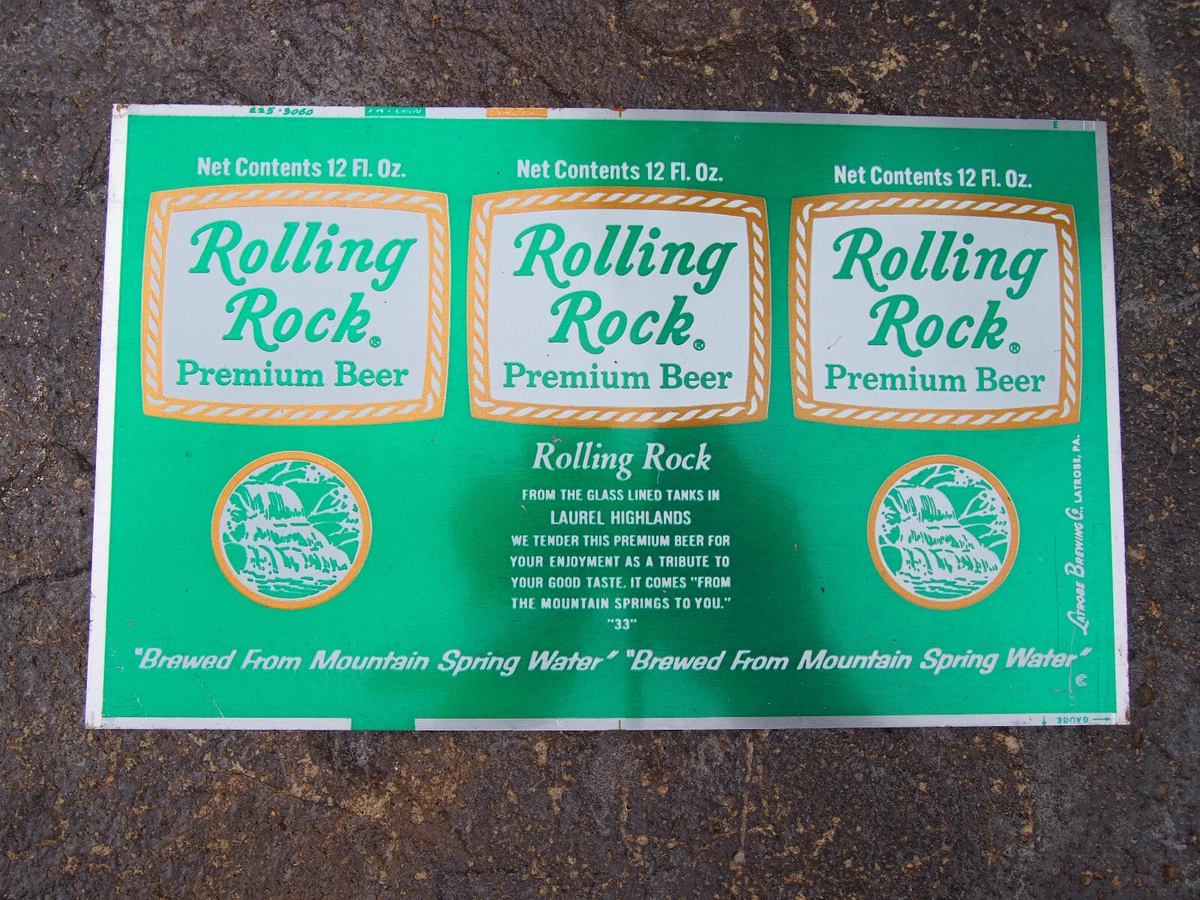 225-3060
E
Net Contents 12 Fl. Oz.
Net Contents 12 Fl. Oz.
Net Contents 12 Fl. Oz.
Rolling
Rock®
Premium Beer
Rolling
Rock®
Premium Beer
Rolling
Rock®
Premium Beer
Rolling Rock
FROM THE GLASS LINED TANKS IN
LAUREL HIGHLANDS
WE TENDER THIS PREMIUM BEER FOR
YOUR ENJOYMENT AS A TRIBUTE TO
YOUR GOOD TASTE. IT COMES "FROM
THE MOUNTAIN SPRINGS TO YOU."
"33"
Latrobe Brewing Co. LATROBE, PA.
"Brewed From Mountain Spring Water" "Brewed From Mountain Spring Water"
GAUGE